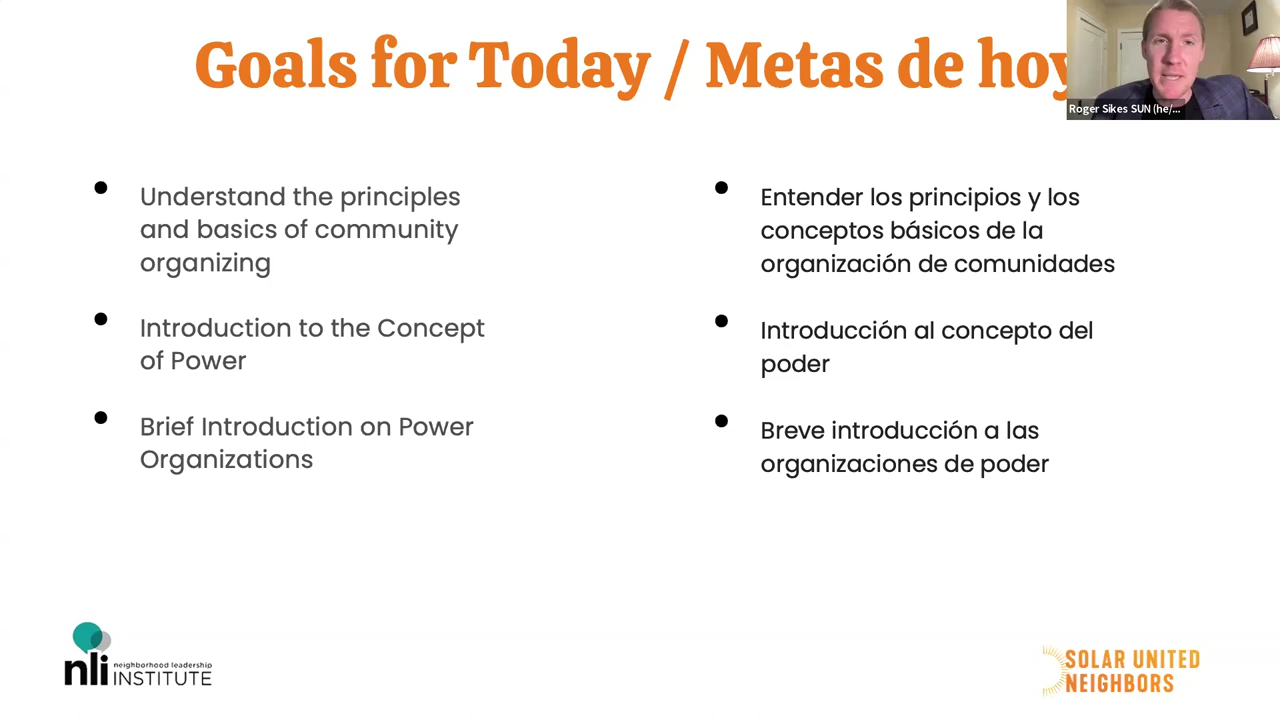 Goals for Today / Metas de hoy
Roger Sikes SUN (he/...
Understand the principles
and basics of community
organizing
Introduction to the Concept
of Power
Brief Introduction on Power
Organizations
Entender los principios y los
conceptos básicos de la
organización de comunidades
Introducción al concepto del
poder
Breve introducción a las
organizaciones de poder
nli neighborhood leadership
INSTITUTE
SOLAR UNITED
NEIGHBORS